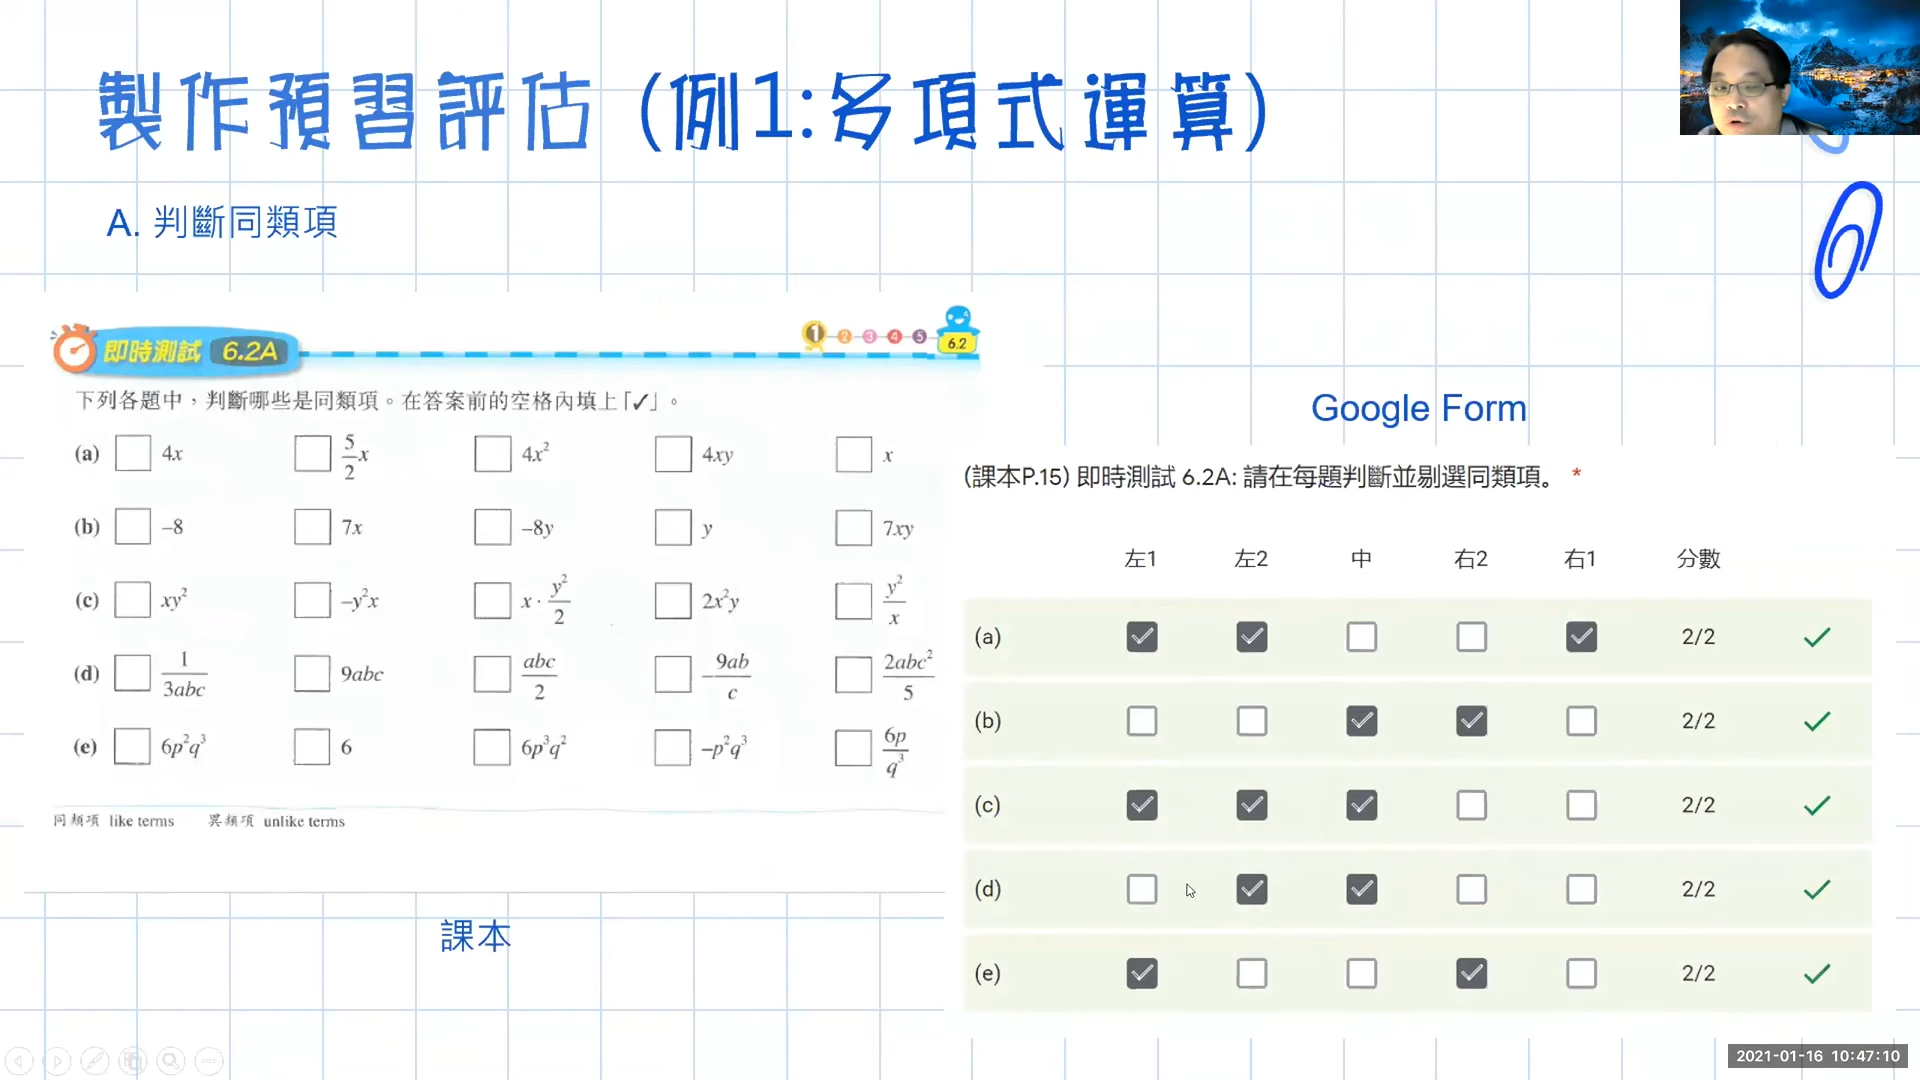 製作預習評估 (例1:多項式運算)
A. 判斷同類項
即時測試 6.2A
1 2 3 4 5 6.2
下列各題中，判斷哪些是同類項。在答案前的空格內填上「✓」。
(a) 4x 5/2 x 4x² 4xy x
(b) –8 7x –8y y 7xy
(c) xy² –y²x x · y²/2 2x²y y²/x
(d) 1/3abc 9abc abc/2 –9ab/c 2abc²/5
(e) 6p²q³ 6 6p³q² –p²q³ 6p/q³
同類項 like terms 異類項 unlike terms
課本
Google Form
(課本P.15) 即時測試 6.2A: 請在每題判斷並剔選同類項。 *
左1 左2 中 右2 右1 分數
(a) 2/2
(b) 2/2
(c) 2/2
(d) 2/2
(e) 2/2
2021-01-16 10:47:10